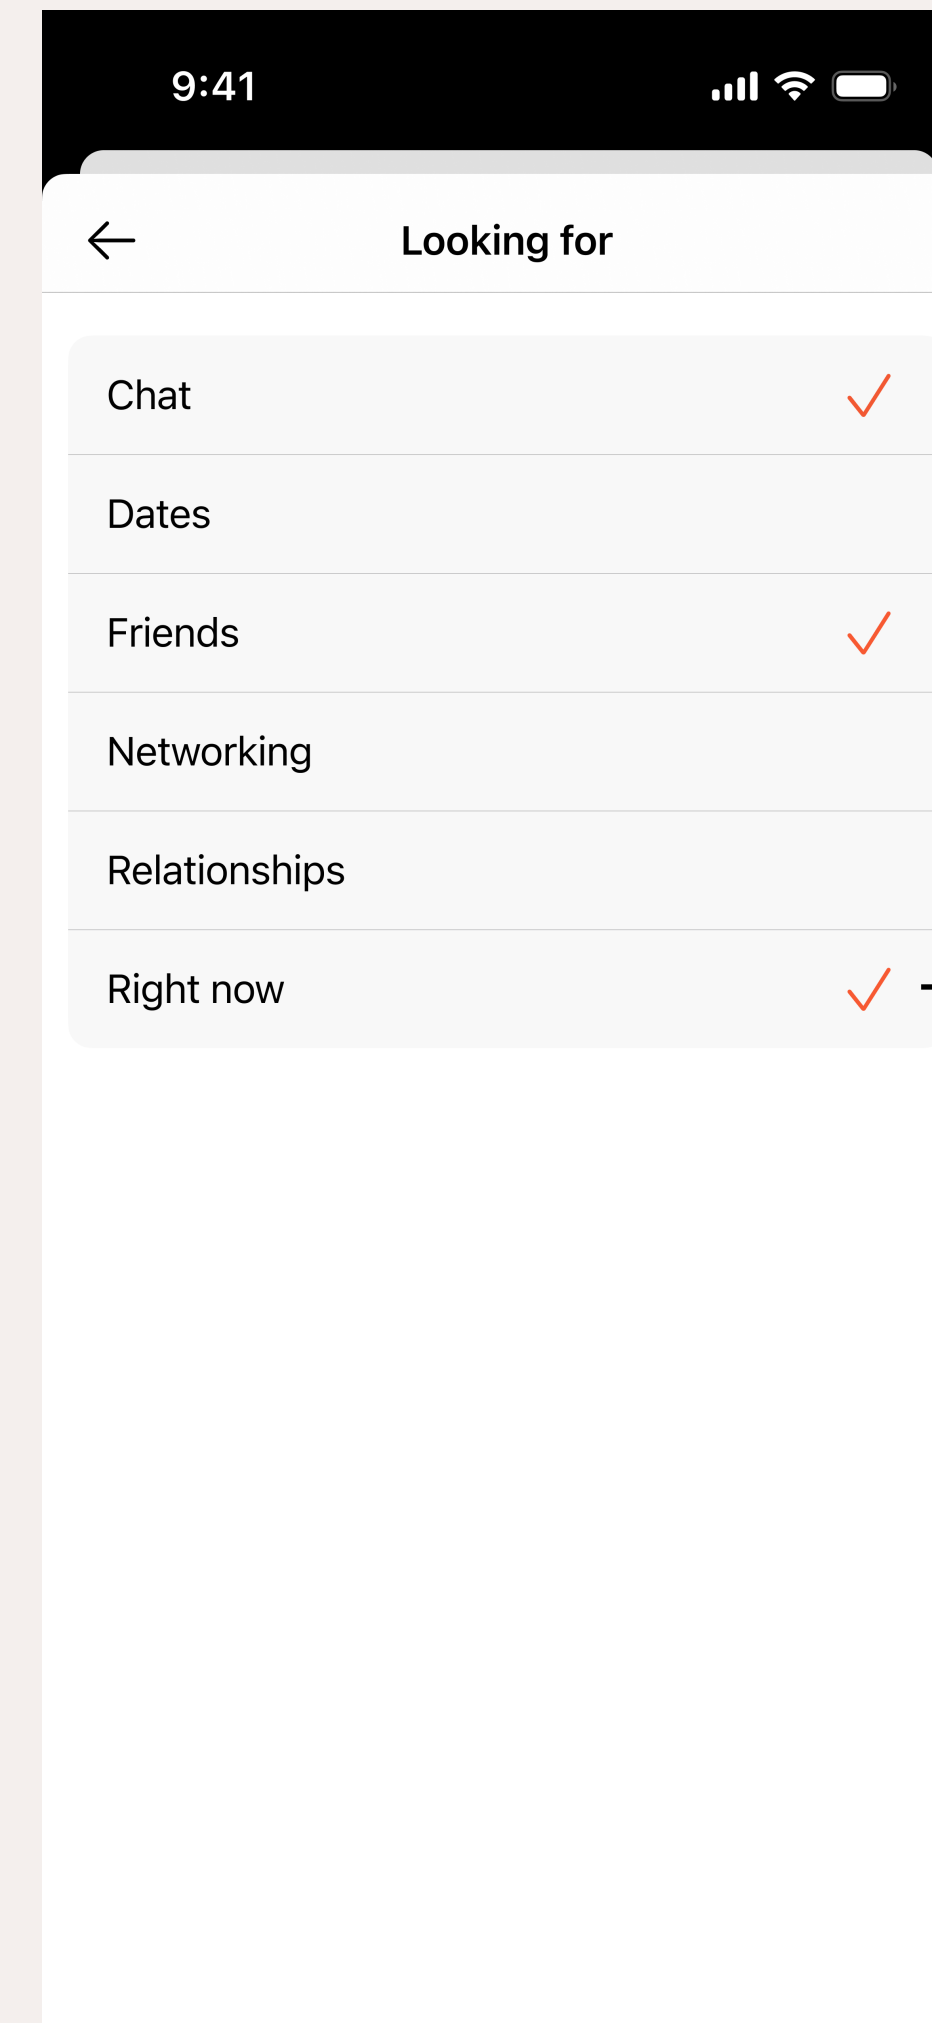 9:41
Looking for
Chat
Dates
Friends
Networking
Relationships
Right now